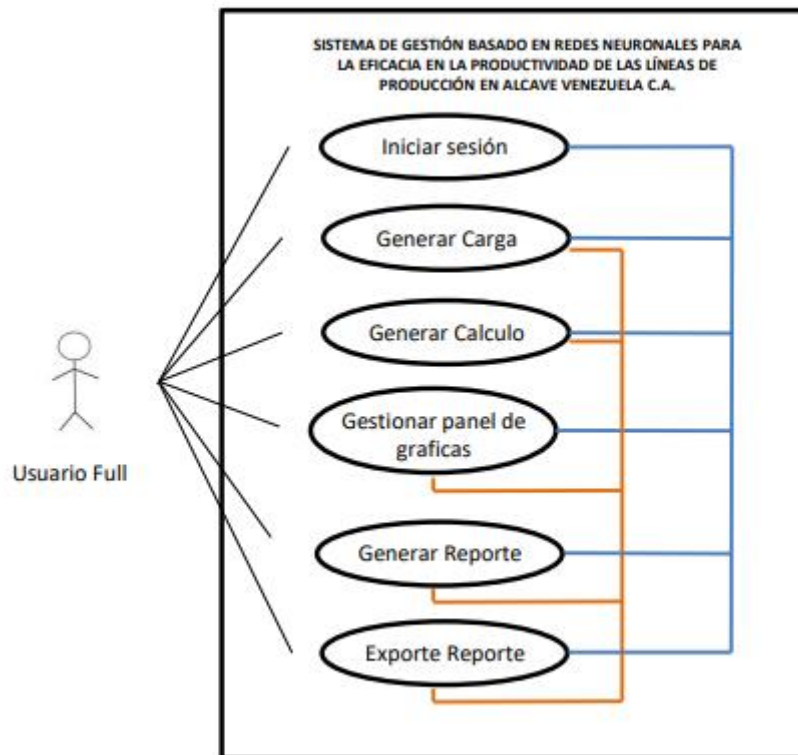 SISTEMA DE GESTIÓN BASADO EN REDES NEURONALES PARA
LA EFICACIA EN LA PRODUCTIVIDAD DE LAS LÍNEAS DE
PRODUCCIÓN EN ALCAVE VENEZUELA C.A.
Iniciar sesión
Generar Carga
Generar Calculo
Gestionar panel de
graficas
Usuario Full
Generar Reporte
Exporte Reporte